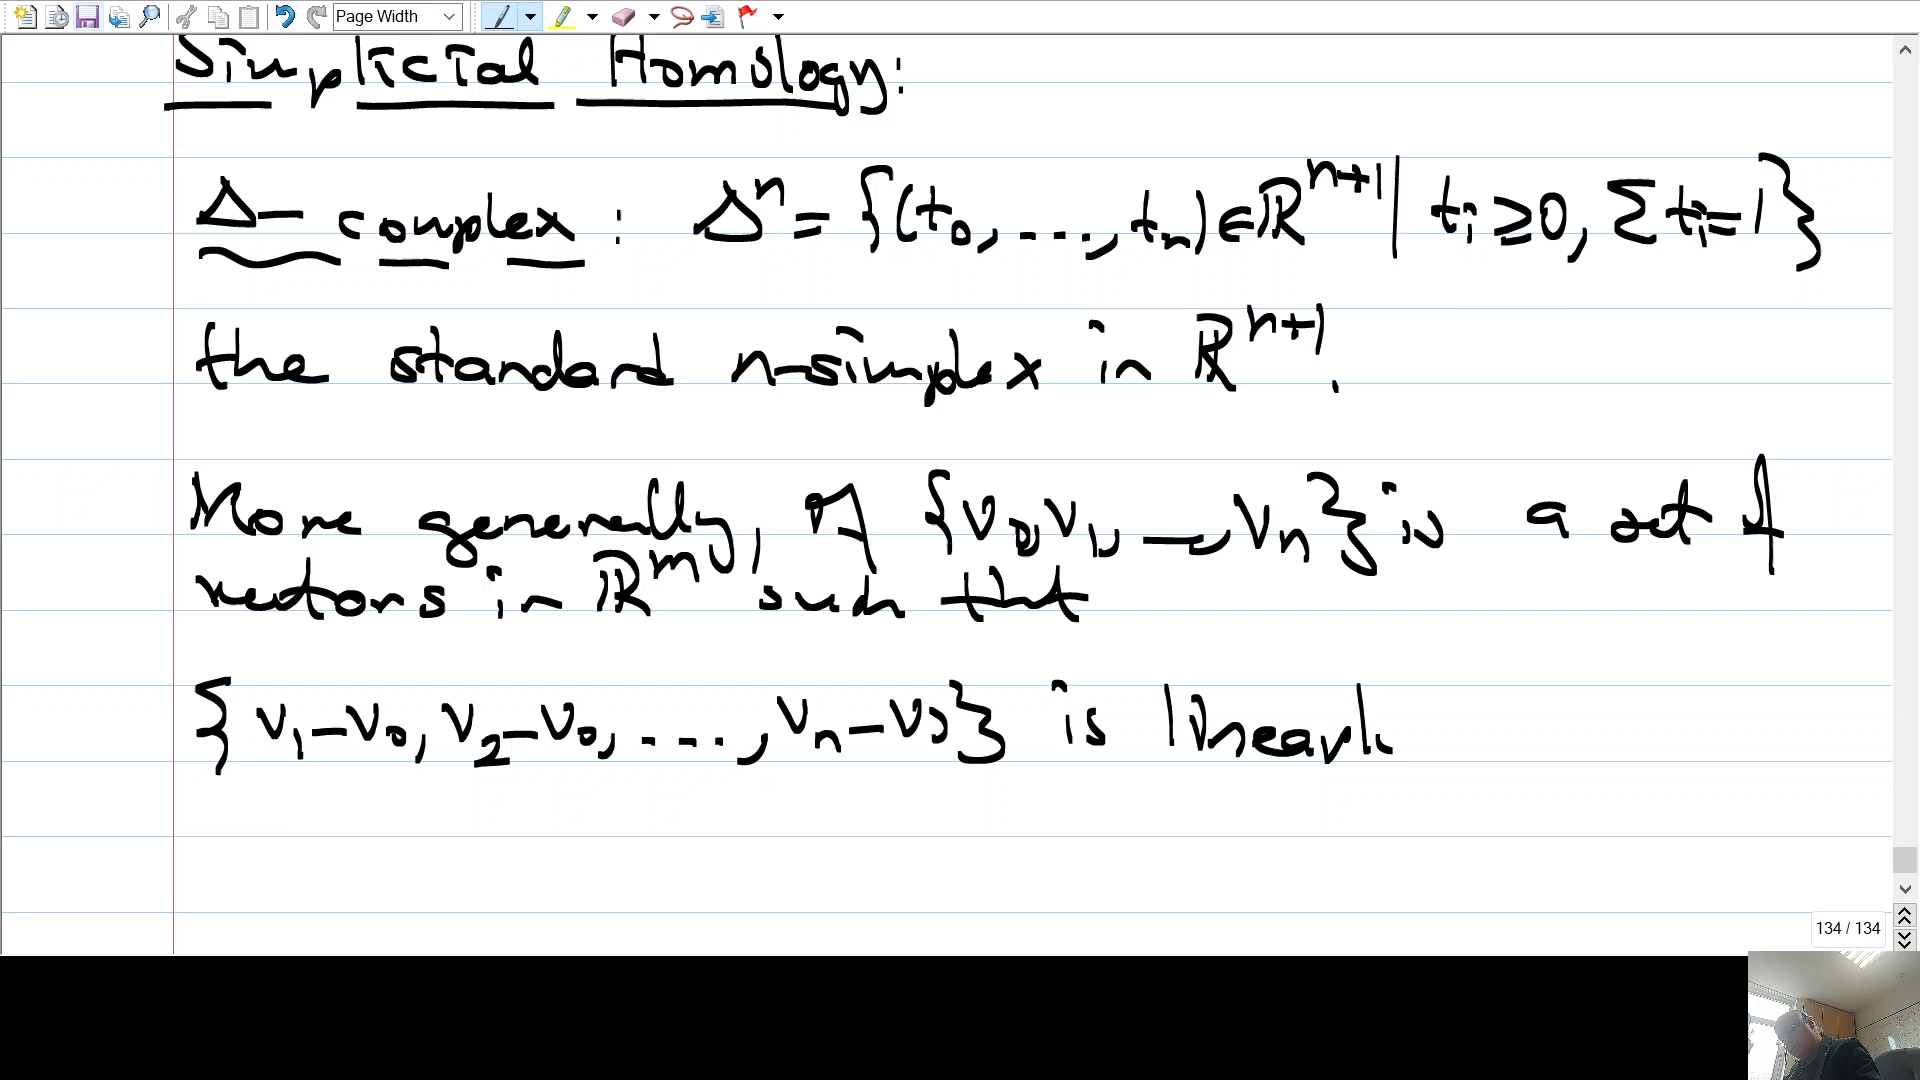 Page Width
Simplicial Homology:
Δ-complex: Δⁿ = {(t₀, ..., tₙ) ∈ ℝⁿ⁺¹ | tᵢ ≥ 0, Σ tᵢ = 1}
the standard n-simplex in ℝⁿ⁺¹.
More generally, if {v₀, v₁, —, vₙ} is a set of
vectors in ℝᵐ such that
{v₁-v₀, v₂-v₀, ...., vₙ-v₀} is linearl
134 / 134